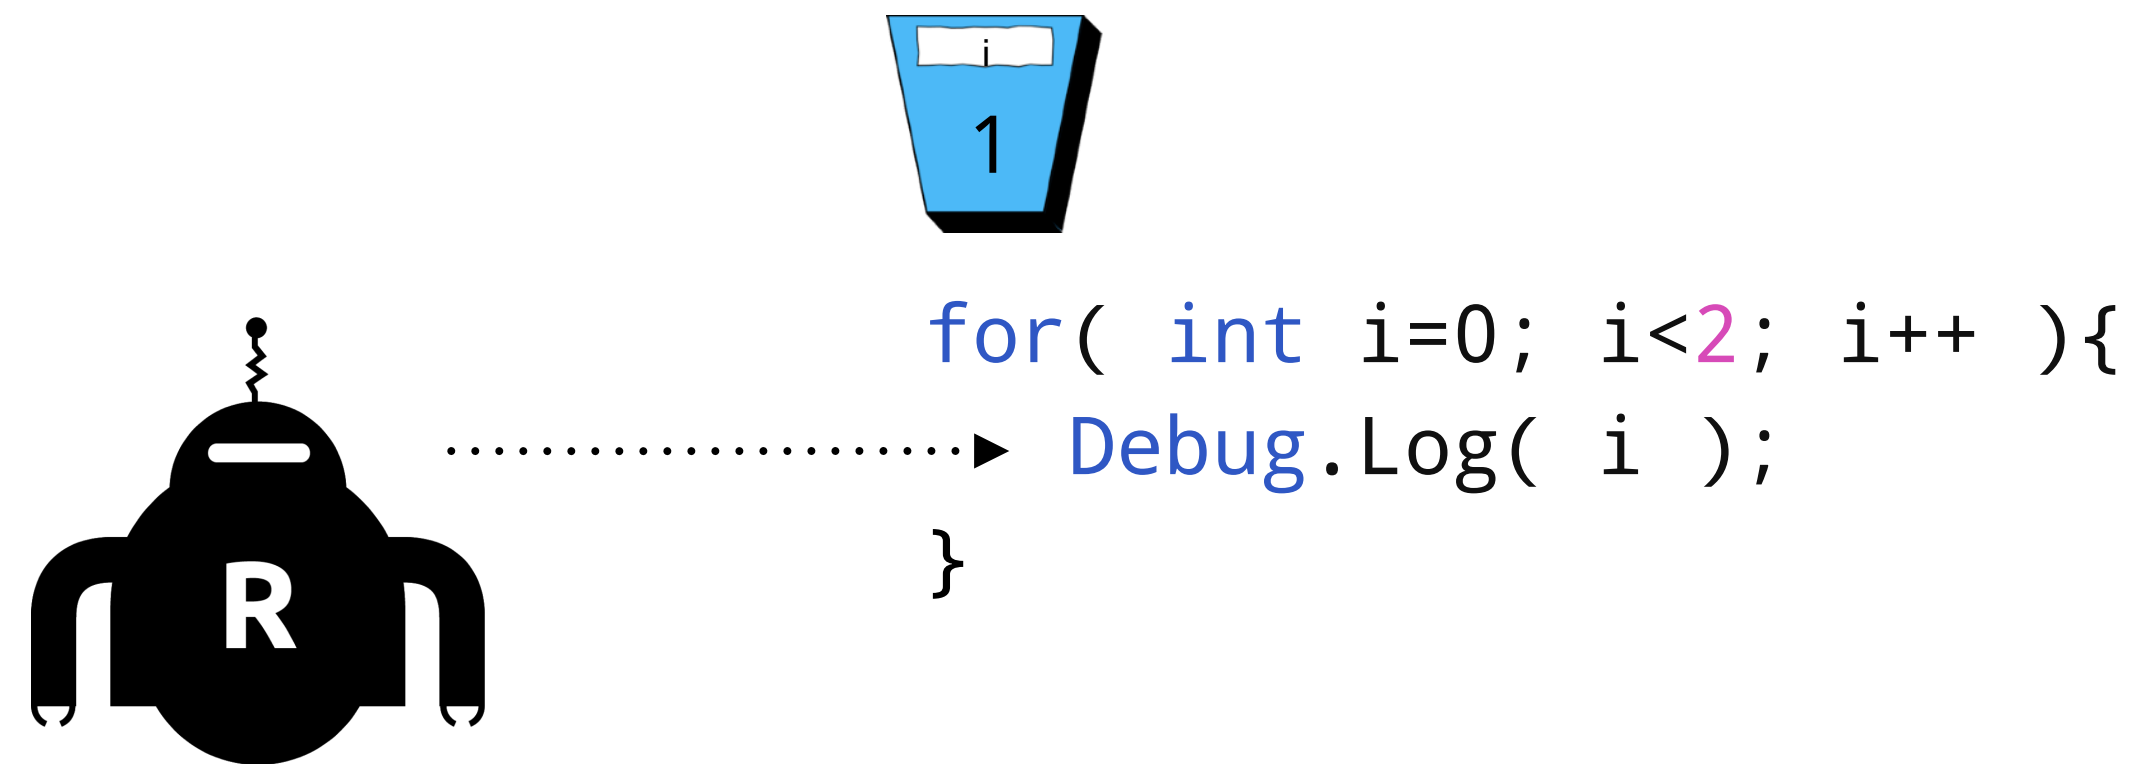 i
1
for( int i=0; i<2; i++ ){
Debug.Log( i );
}
R